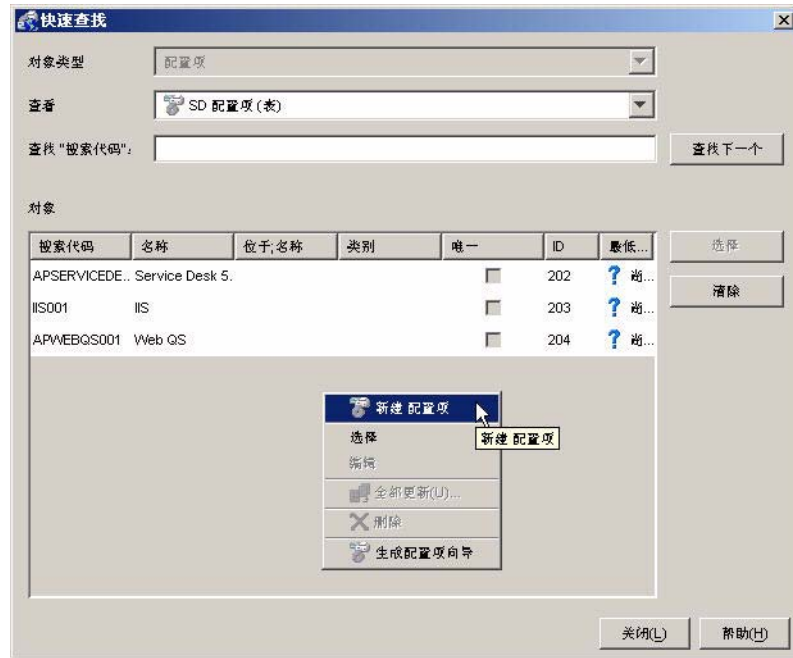 快速查找
对象类型
配置项
查看
SD 配置项(表)
查找"搜索代码":
查找下一个
对象
搜索代码 名称 位于;名称 类别 唯一 ID 最低...
选择
APSERVICEDE.. Service Desk 5. 202 尚...
清除
IIS001 IIS 203 尚...
APWEBQS001 Web QS 204 尚...
新建 配置项
选择
新建 配置项
编辑
全部更新(U)...
删除
生成配置项向导
关闭(L)
帮助(H)